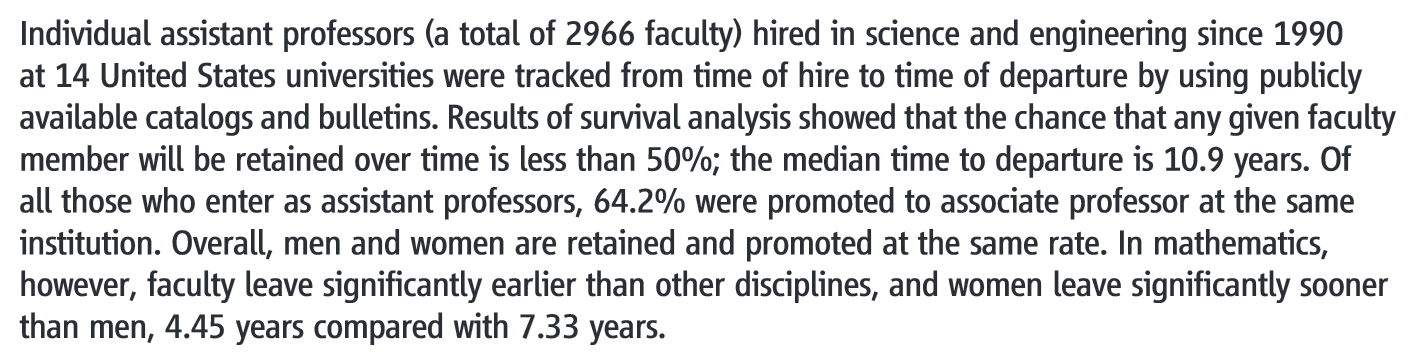 Individual assistant professors (a total of 2966 faculty) hired in science and engineering since 1990
at 14 United States universities were tracked from time of hire to time of departure by using publicly
available catalogs and bulletins. Results of survival analysis showed that the chance that any given faculty
member will be retained over time is less than 50%; the median time to departure is 10.9 years. Of
all those who enter as assistant professors, 64.2% were promoted to associate professor at the same
institution. Overall, men and women are retained and promoted at the same rate. In mathematics,
however, faculty leave significantly earlier than other disciplines, and women leave significantly sooner
than men, 4.45 years compared with 7.33 years.